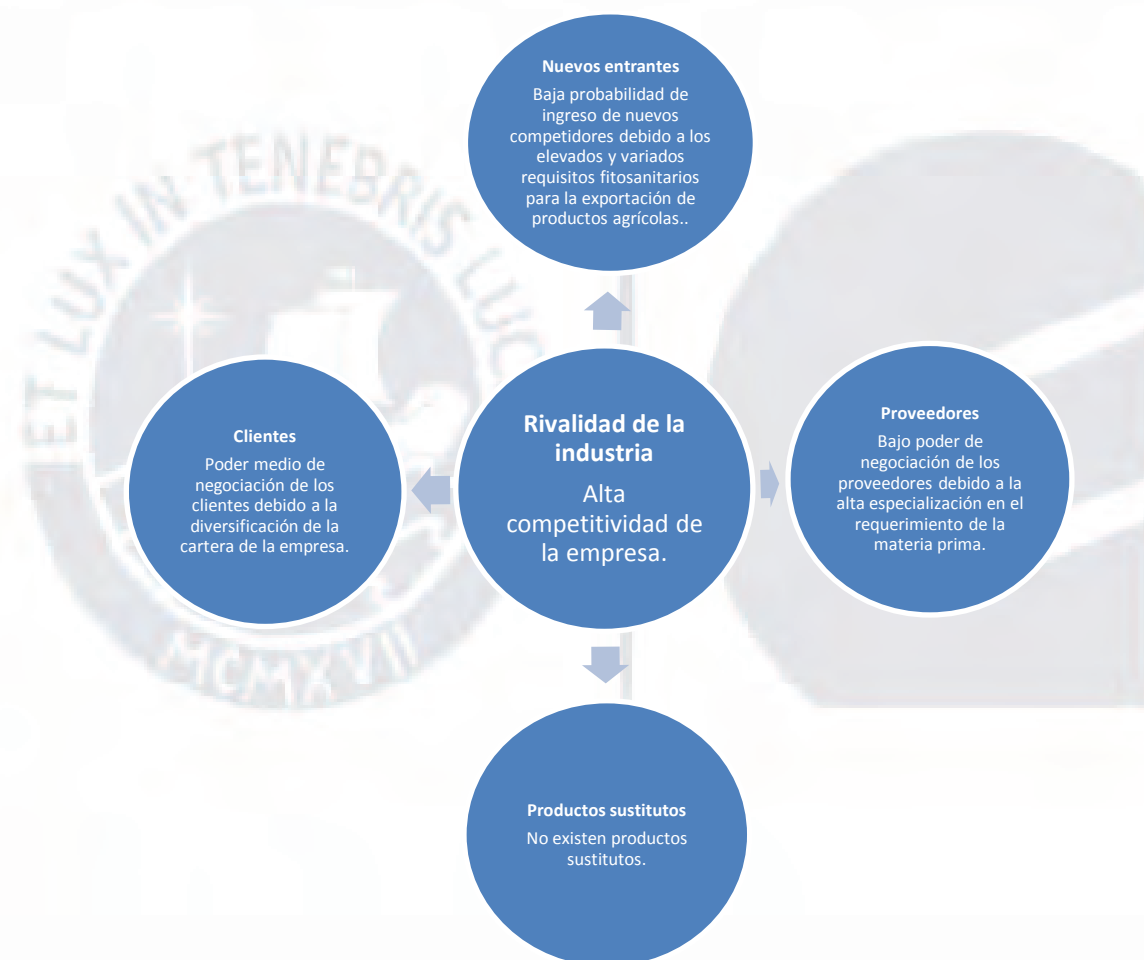 Nuevos entrantes
Baja probabilidad de
ingreso de nuevos
competidores debido a los
elevados y variados
requisitos fitosanitarios
para la exportación de
productos agrícolas..
ET LUX IN TENEBRIS LUC
Clientes
Poder medio de
negociación de los
clientes debido a la
diversificación de la
cartera de la empresa.
Rivalidad de la
industria
Alta
competitividad de
la empresa.
Proveedores
Bajo poder de
negociación de los
proveedores debido a la
alta especialización en el
requerimiento de la
materia prima.
MCMXVII
Productos sustitutos
No existen productos
sustitutos.